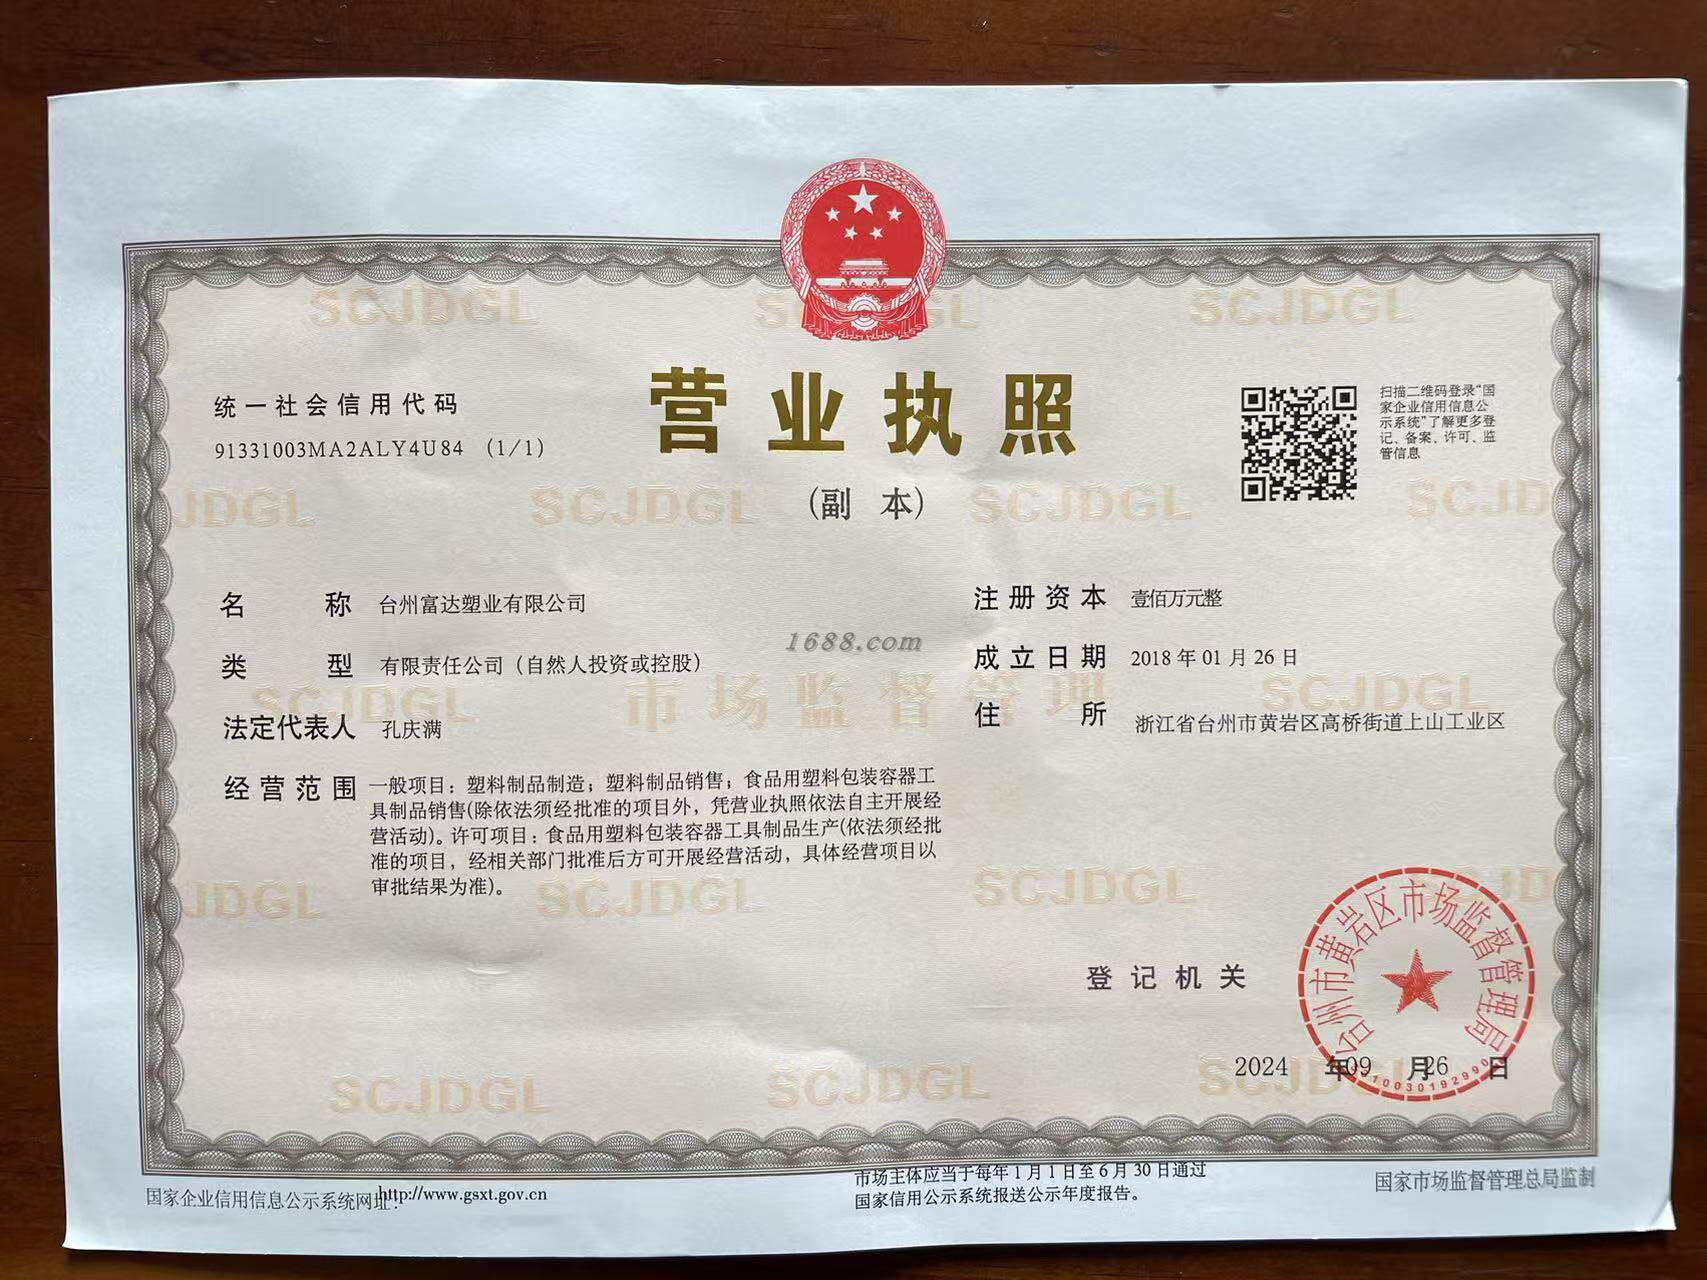 营业执照
(副 本)
统一社会信用代码
91331003MA2ALY4U84 (1/1)
扫描二维码登录“国
家企业信用信息公
示系统”了解更多登
记、备案、许可、监
管信息
名 称 台州富达塑业有限公司
类 型 有限责任公司（自然人投资或控股）
法定代表人 孔庆满
经营范围 一般项目：塑料制品制造；塑料制品销售；食品用塑料包装容器工
具制品销售(除依法须经批准的项目外，凭营业执照依法自主开展经
营活动)。许可项目：食品用塑料包装容器工具制品生产(依法须经批
准的项目，经相关部门批准后方可开展经营活动，具体经营项目以
审批结果为准)。
注册资本 壹佰万元整
成立日期 2018年01月26日
住 所 浙江省台州市黄岩区高桥街道上山工业区
1688.com
市场监督管理
SCJDGL
登记机关
台州市黄岩区市场监督管理局
2024 年09 月26 日
国家企业信用信息公示系统网址:http://www.gsxt.gov.cn
市场主体应当于每年1月1日至6月30日通过
国家信用公示系统报送公示年度报告。
国家市场监督管理总局监制